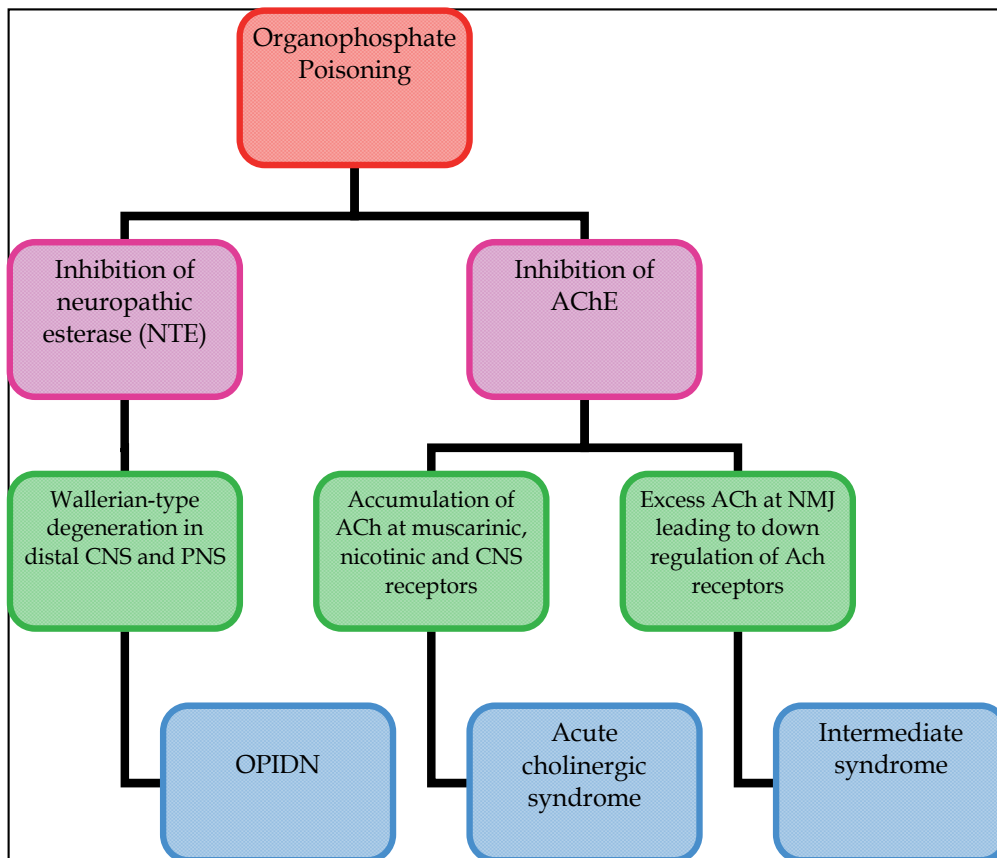 Organophosphate
Poisoning
Inhibition of
neuropathic
esterase (NTE)
Inhibition of
AChE
Wallerian-type
degeneration in
distal CNS and PNS
Accumulation of
ACh at muscarinic,
nicotinic and CNS
receptors
Excess ACh at NMJ
leading to down
regulation of Ach
receptors
OPIDN
Acute
cholinergic
syndrome
Intermediate
syndrome